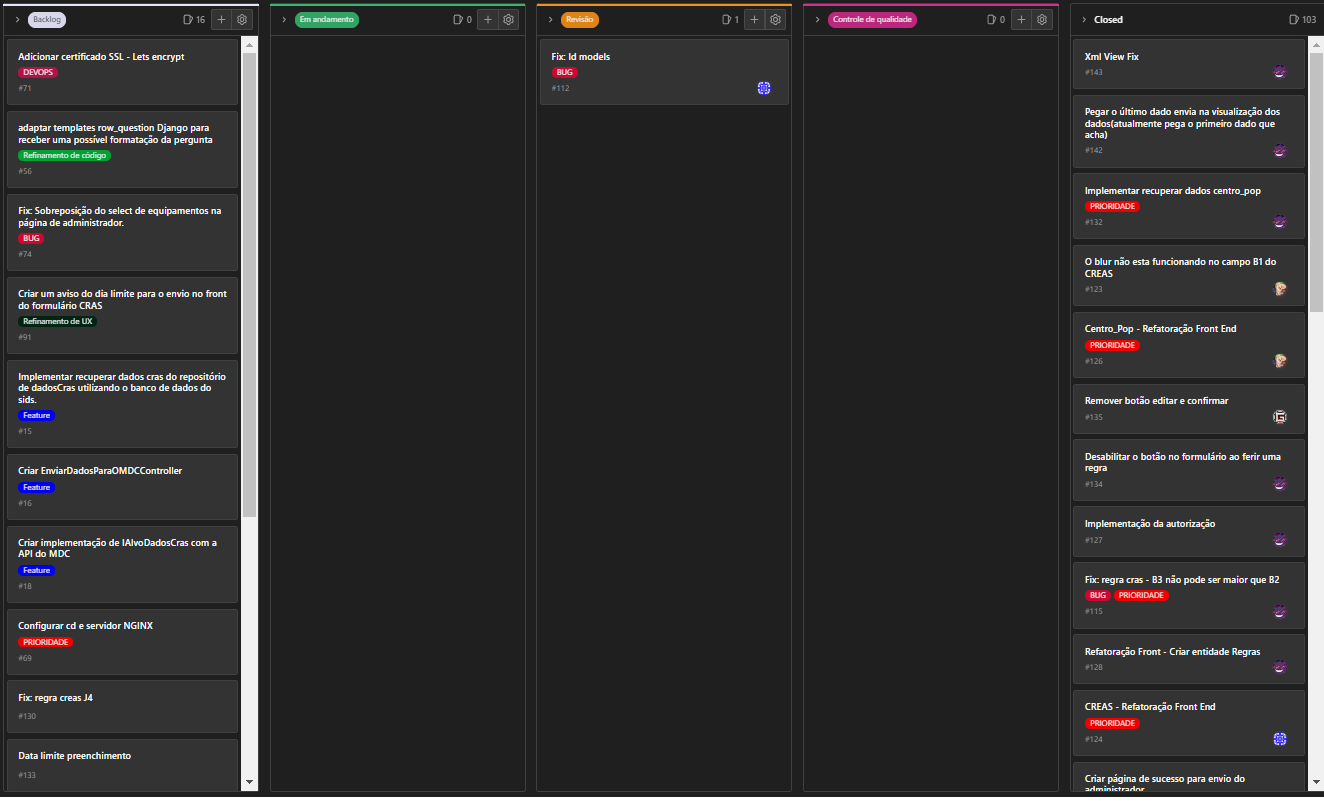 Backlog
16
Adicionar certificado SSL - Lets encrypt
DEVOPS
#71
adaptar templates row_question Django para
receber uma possível formatação da pergunta
Refinamento de código
#56
Fix: Sobreposição do select de equipamentos na
página de administrador.
BUG
#74
Criar um aviso do dia limite para o envio no front
do formulário CRAS
Refinamento de UX
#91
Implementar recuperar dados cras do repositório
de dadosCras utilizando o banco de dados do
sids.
Feature
#15
Criar EnviarDadosParaOMDCController
Feature
#16
Criar implementação de IAlvoDadosCras com a
API do MDC
Feature
#18
Configurar cd e servidor NGINX
PRIORIDADE
#69
Fix: regra creas J4
#130
Data limite preenchimento
#133
Em andamento
0
Revisão
1
Fix: Id models
BUG
#112
Controle de qualidade
0
Closed
103
Xml View Fix
#143
Pegar o último dado envia na visualização dos
dados(atualmente pega o primeiro dado que
acha)
#142
Implementar recuperar dados centro_pop
PRIORIDADE
#132
O blur não esta funcionando no campo B1 do
CREAS
#123
Centro_Pop - Refatoração Front End
PRIORIDADE
#126
Remover botão editar e confirmar
#135
Desabilitar o botão no formulário ao ferir uma
regra
#134
Implementação da autorização
#127
Fix: regra cras - B3 não pode ser maior que B2
BUG PRIORIDADE
#115
Refatoração Front - Criar entidade Regras
#128
CREAS - Refatoração Front End
PRIORIDADE
#124
Criar página de sucesso para envio do
administrador